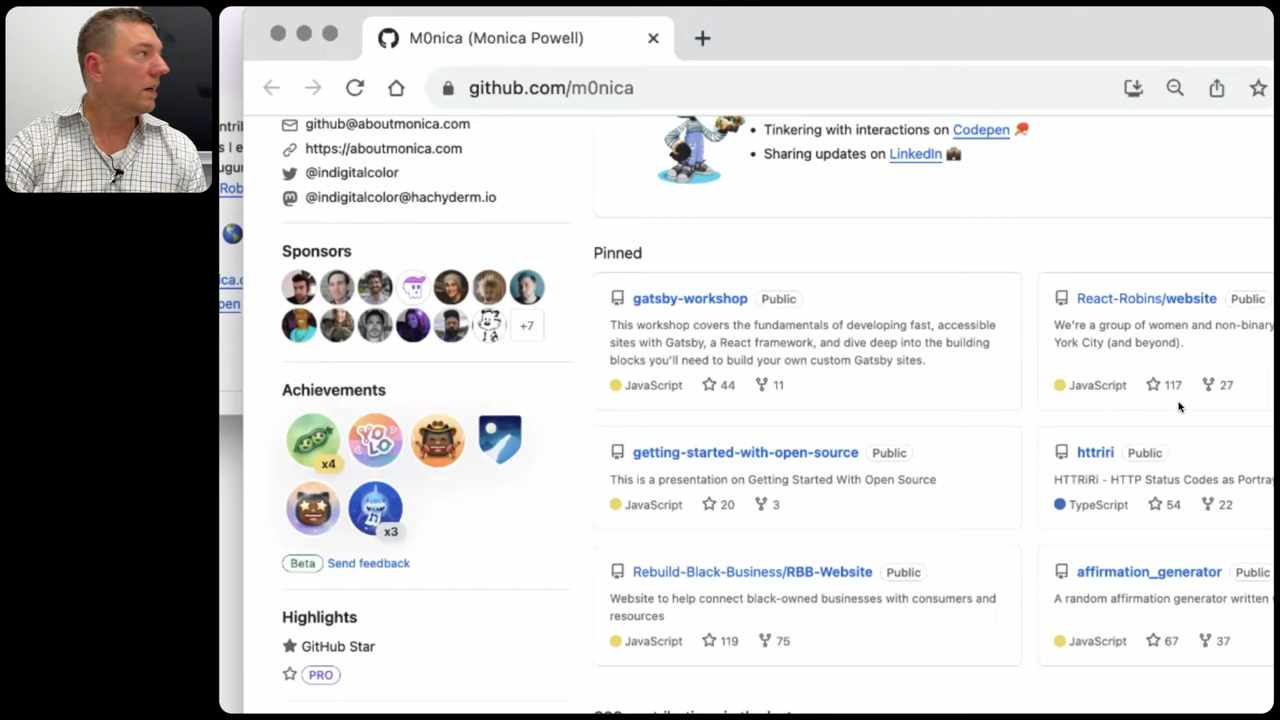 M0nica (Monica Powell)
github.com/m0nica
github@aboutmonica.com
https://aboutmonica.com
@indigitalcolor
@indigitalcolor@hachyderm.io
Sponsors
+7
Achievements
x4
YOLO
x3
Beta Send feedback
Highlights
GitHub Star
PRO
Tinkering with interactions on Codepen
Sharing updates on LinkedIn
Pinned
gatsby-workshop Public
This workshop covers the fundamentals of developing fast, accessible
sites with Gatsby, a React framework, and dive deep into the building
blocks you'll need to build your own custom Gatsby sites.
JavaScript 44 11
React-Robins/website Public
We're a group of women and non-binary
York City (and beyond).
JavaScript 117 27
getting-started-with-open-source Public
This is a presentation on Getting Started With Open Source
JavaScript 20 3
httriri Public
HTTRiRi - HTTP Status Codes as Portray
TypeScript 54 22
Rebuild-Black-Business/RBB-Website Public
Website to help connect black-owned businesses with consumers and
resources
JavaScript 119 75
affirmation_generator Public
A random affirmation generator written
JavaScript 67 37